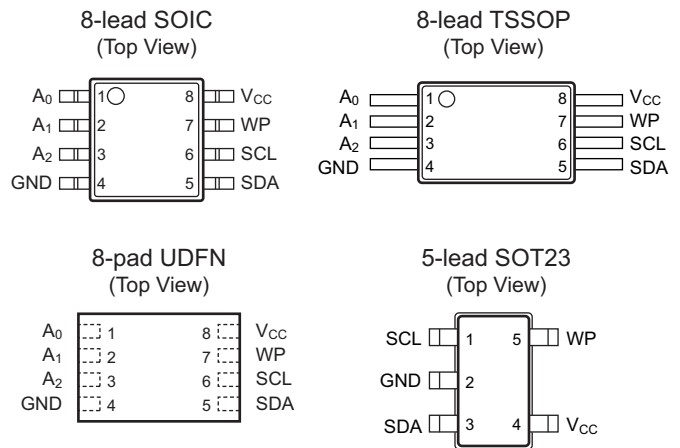 8-lead SOIC
(Top View)
A0 1 8 VCC
A1 2 7 WP
A2 3 6 SCL
GND 4 5 SDA
8-lead TSSOP
(Top View)
A0 1 8 VCC
A1 2 7 WP
A2 3 6 SCL
GND 4 5 SDA
8-pad UDFN
(Top View)
A0 1 8 VCC
A1 2 7 WP
A2 3 6 SCL
GND 4 5 SDA
5-lead SOT23
(Top View)
SCL 1 5 WP
GND 2
SDA 3 4 VCC